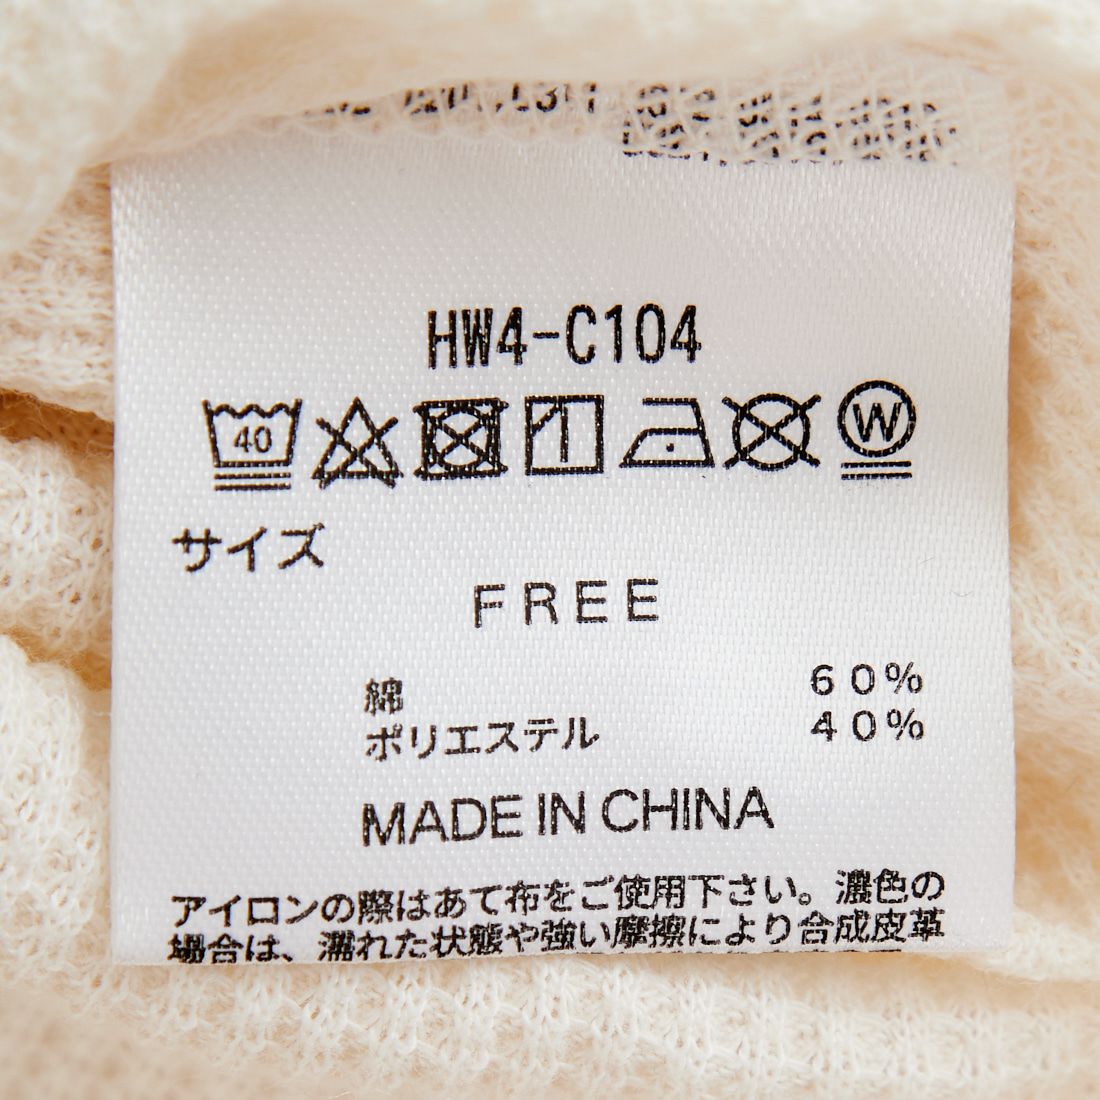 HW4-C104
40
W
サイズ
FREE
綿 60%
ポリエステル 40%
MADE IN CHINA
アイロンの際はあて布をご使用下さい。濃色の
場合は、濡れた状態や強い摩擦により合成皮革